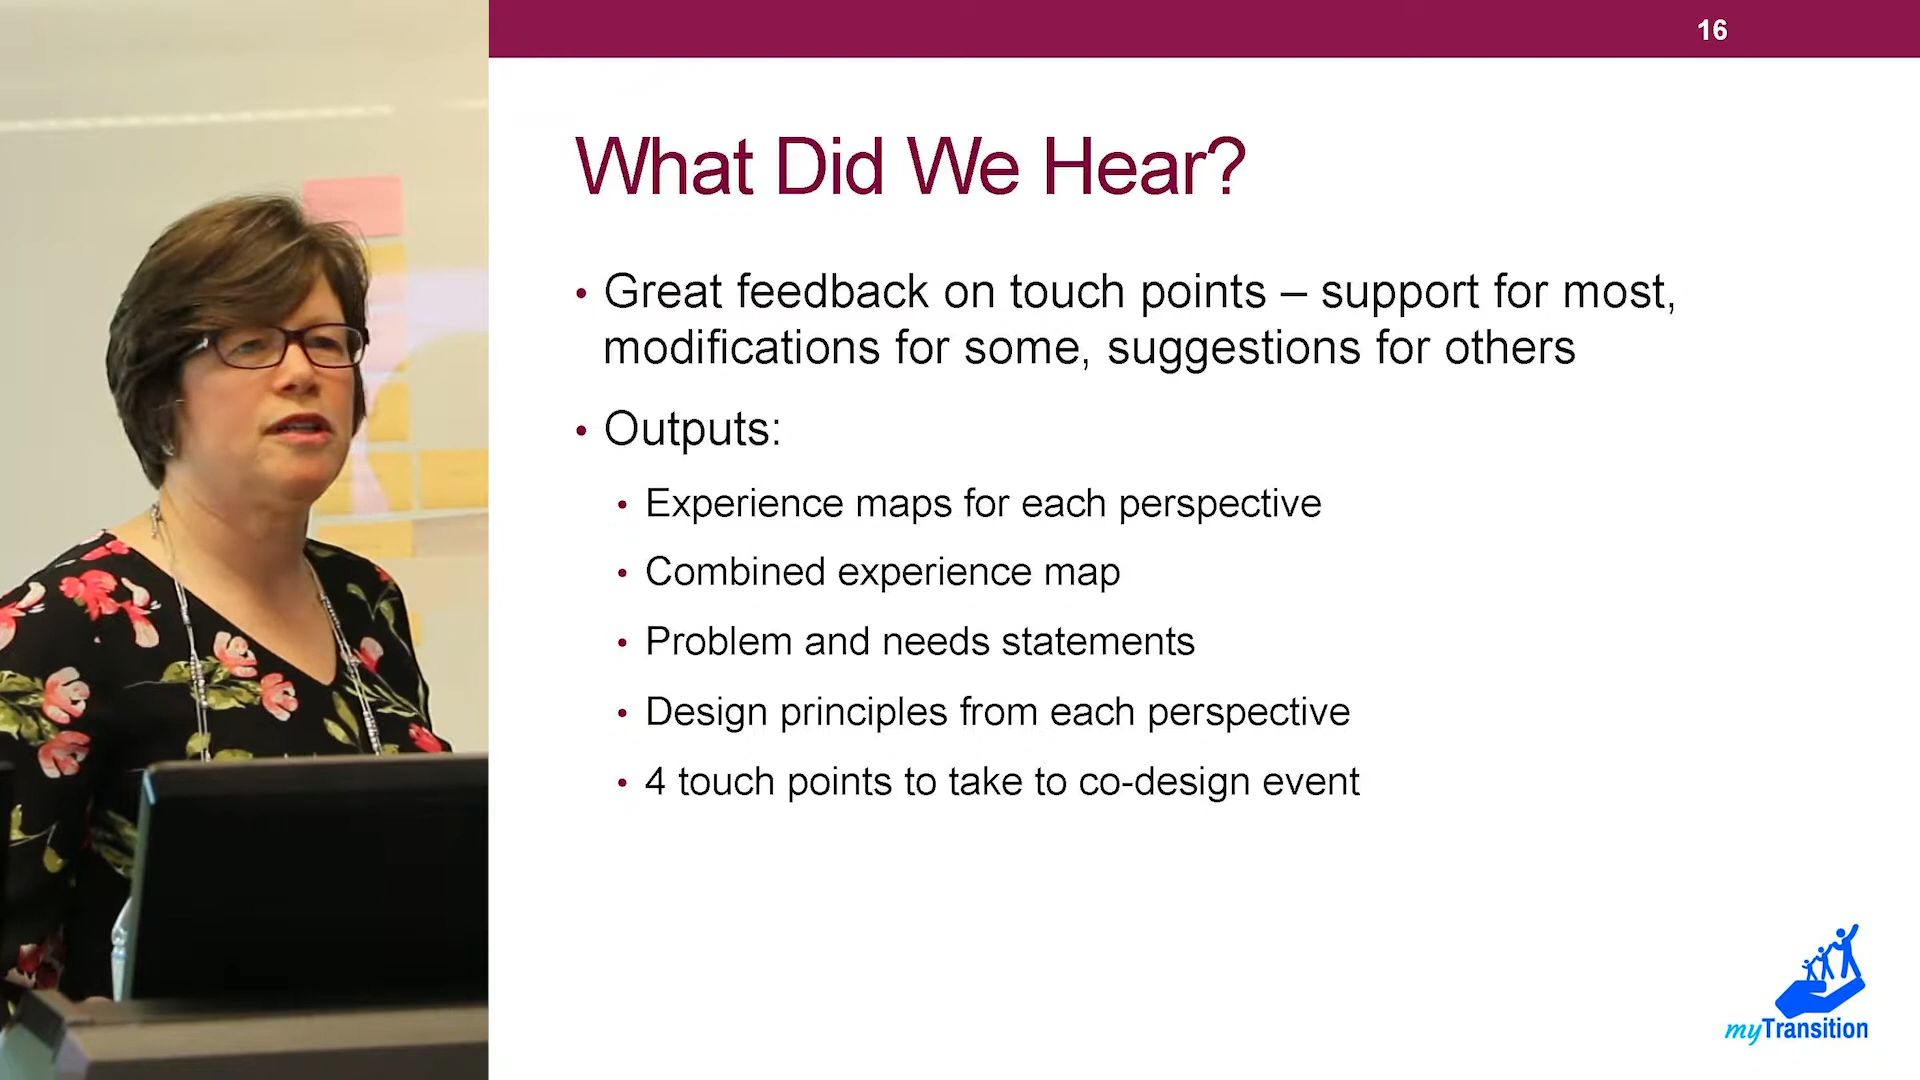 16
What Did We Hear?
• Great feedback on touch points – support for most,
modifications for some, suggestions for others
• Outputs:
• Experience maps for each perspective
• Combined experience map
• Problem and needs statements
• Design principles from each perspective
• 4 touch points to take to co-design event
myTransition